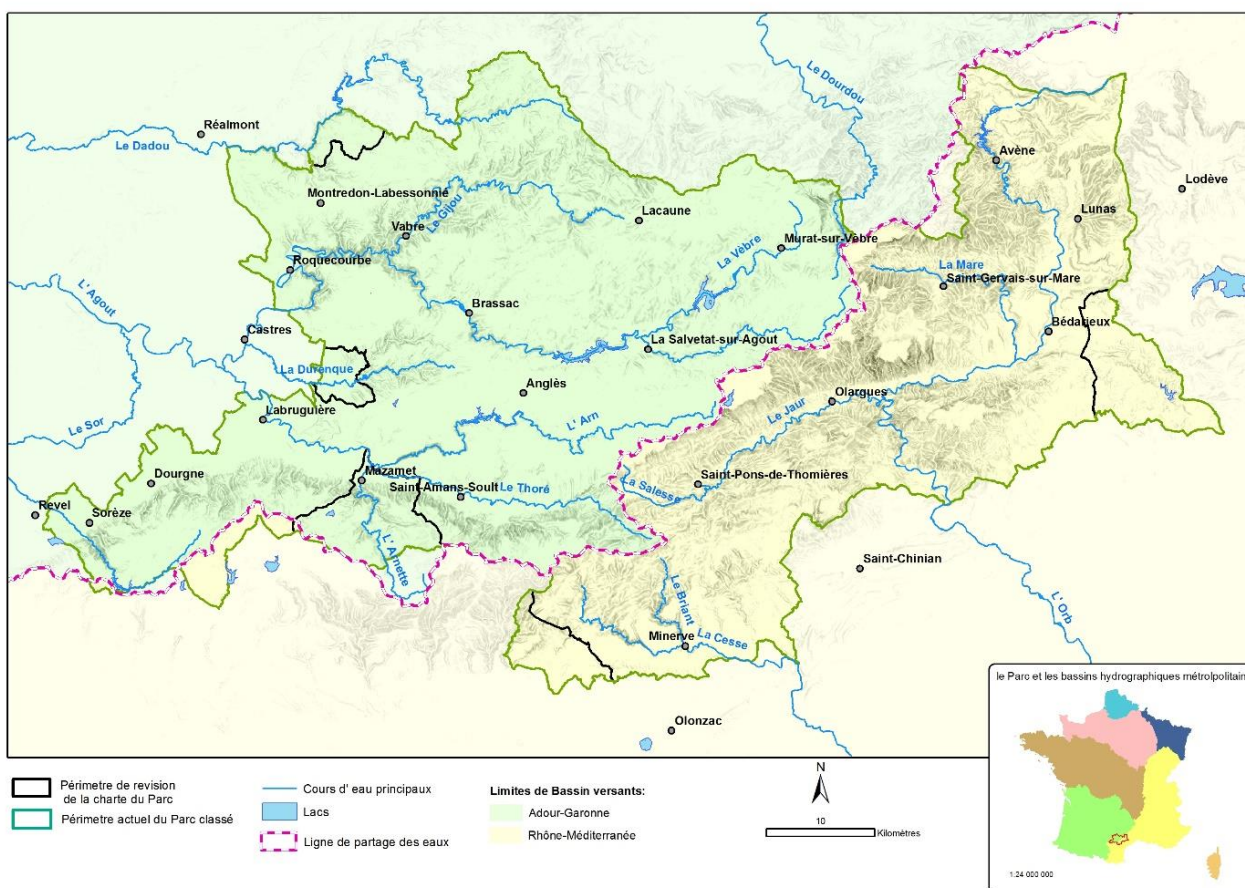 Le Dourdou
Réalmont
Le Dadou
Avène
Lodève
Montredon-Labessonnié
Le Gijou
Lacaune
Lunas
Vabre
La Vèbre
Murat-sur-Vèbre
Roquecourbe
La Mare
Saint-Gervais-sur-Mare
L' Agout
Brassac
Castres
Bédarieux
La Salvetat-sur-Agout
La Durenque
Anglès
Olargues
Labruguière
L' Arn
Le Jaur
Le Sor
Mazamet
Saint-Pons-de-Thomières
Dourgne
Saint-Amans-Soult
Le Thoré
La Salesse
Revel
Sorèze
L' Arnette
Saint-Chinian
Le Briant
L' Orb
Minerve
La Cesse
Olonzac
le Parc et les bassins hydrographiques métrolpolitain
1:24 000 000
Périmètre de revision
de la charte du Parc
Périmètre actuel du Parc classé
Cours d' eau principaux
Lacs
Ligne de partage des eaux
Limites de Bassin versants:
Adour-Garonne
Rhône-Méditerranée
N
10
Kilomètres